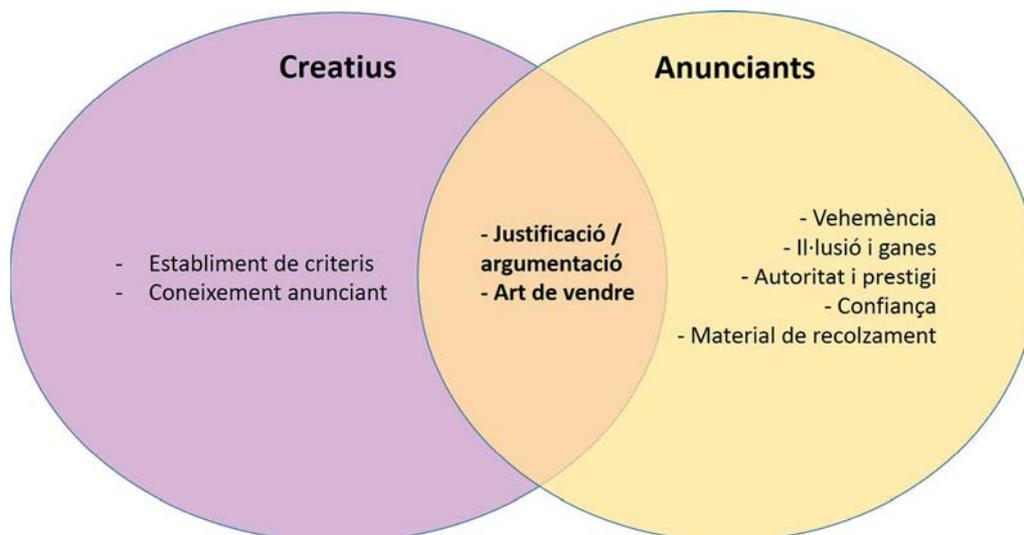 Creatius
Anunciants
- Establiment de criteris
- Coneixement anunciant
- Justificació /
argumentació
- Art de vendre
- Vehemència
- Il·lusió i ganes
- Autoritat i prestigi
- Confiança
- Material de recolzament